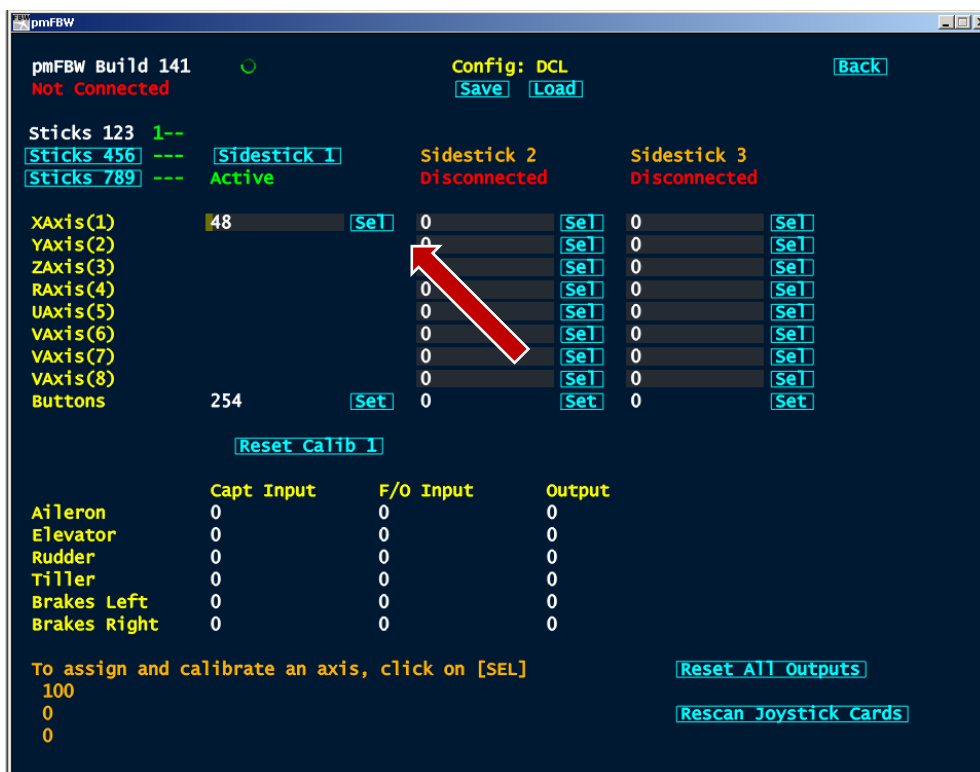 FBW pmFBW
pmFBW Build 141 Config: DCL Back
Not Connected Save Load
Sticks 123 1--
Sticks 456 --- Sidestick 1 Sidestick 2 Sidestick 3
Sticks 789 --- Active Disconnected Disconnected
XAxis(1) 48 Sel 0 Sel 0 Sel
YAxis(2) 0 Sel 0 Sel
ZAxis(3) Sel 0 Sel
RAxis(4) 0 Sel 0 Sel
UAxis(5) 0 Sel 0 Sel
VAxis(6) 0 Sel 0 Sel
VAxis(7) 0 Sel 0 Sel
VAxis(8) 0 Sel 0 Sel
Buttons 254 Set 0 Set 0 Set
Reset Calib 1
Capt Input F/O Input Output
Aileron 0 0 0
Elevator 0 0 0
Rudder 0 0 0
Tiller 0 0 0
Brakes Left 0 0 0
Brakes Right 0 0 0
To assign and calibrate an axis, click on [SEL] Reset All Outputs
100
0 Rescan Joystick Cards
0